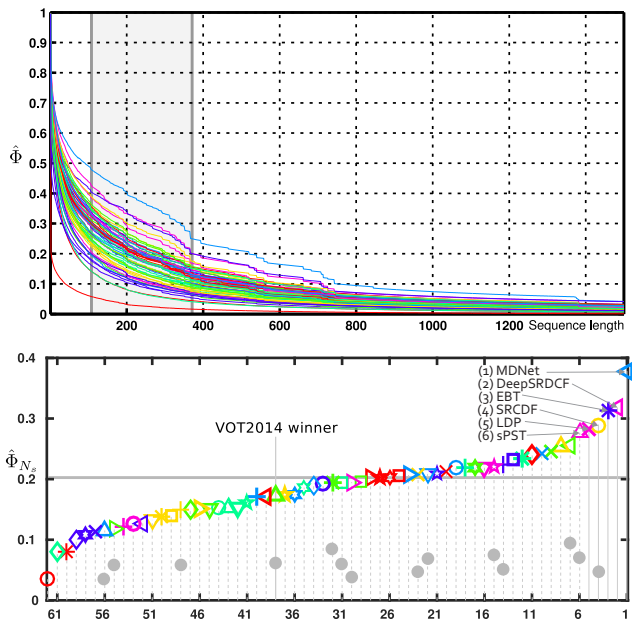 1
0.9
0.8
0.7
0.6
0.5
0.4
0.3
0.2
0.1
0
Φ̂
200 400 600 800 1000 1200 Sequence length
0.4
0.3
0.2
0.1
0
Φ̂Nₛ
(1) MDNet
(2) DeepSRDCF
(3) EBT
(4) SRCDF
(5) LDP
(6) sPST
VOT2014 winner
61 56 51 46 41 36 31 26 21 16 11 6 1